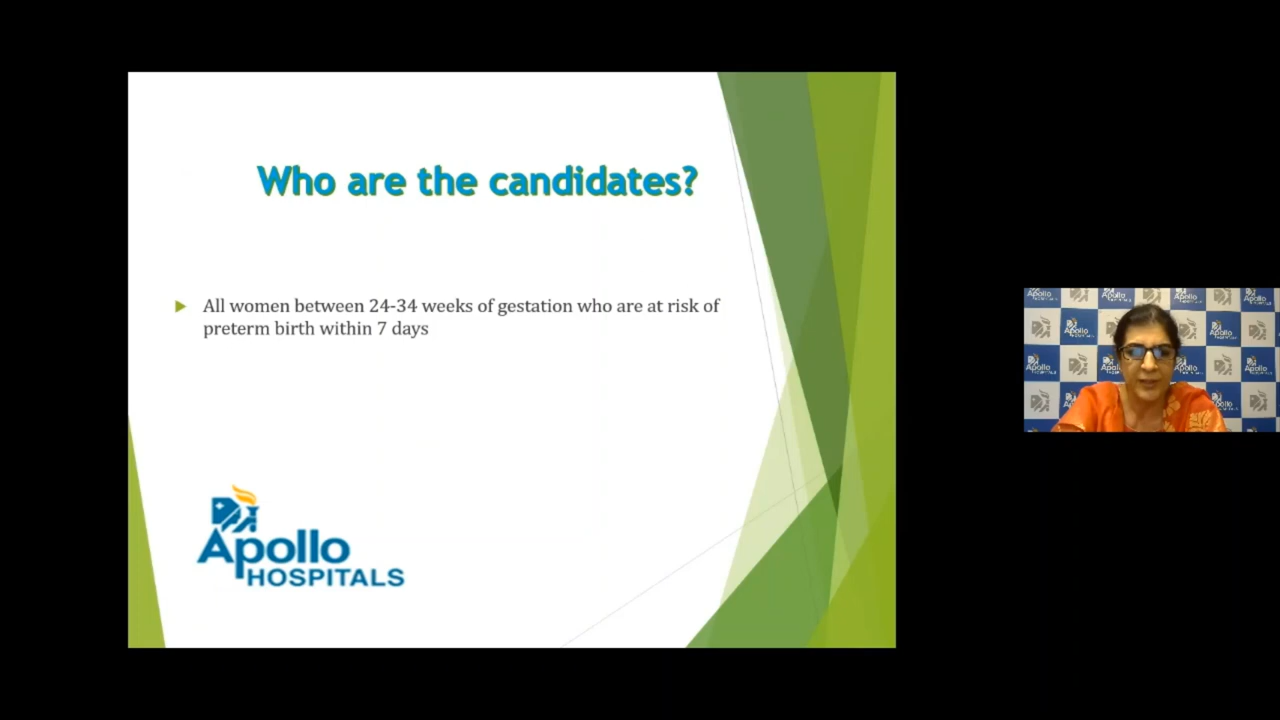 Who are the candidates?
All women between 24-34 weeks of gestation who are at risk of
preterm birth within 7 days
Apollo
HOSPITALS